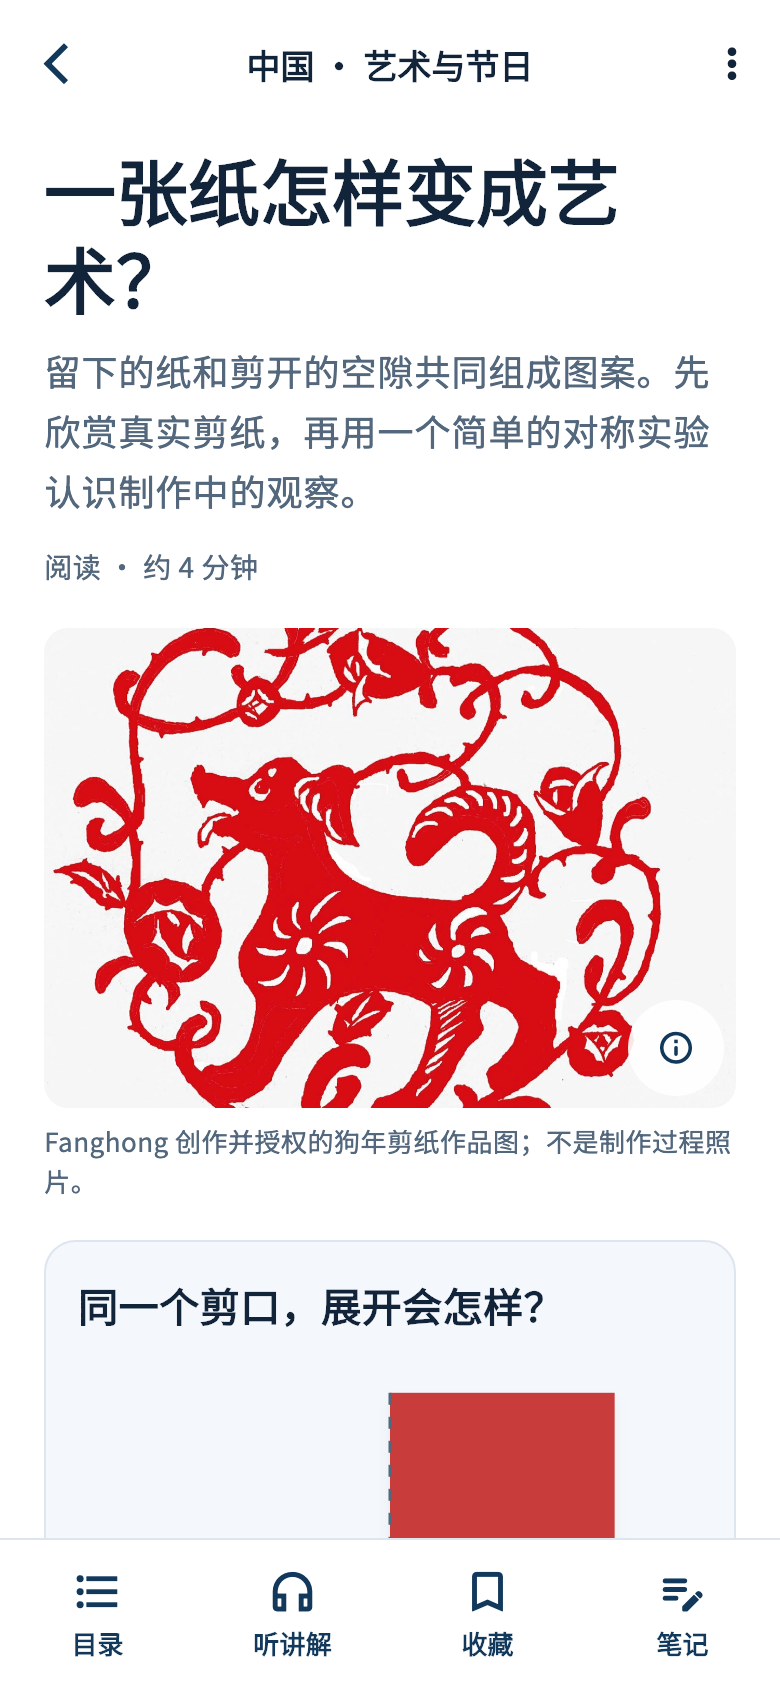 中国 · 艺术与节日
一张纸怎样变成艺
术？
留下的纸和剪开的空隙共同组成图案。先
欣赏真实剪纸，再用一个简单的对称实验
认识制作中的观察。
阅读 · 约 4 分钟
Fanghong 创作并授权的狗年剪纸作品图；不是制作过程照
片。
同一个剪口，展开会怎样？
目录
听讲解
收藏
笔记